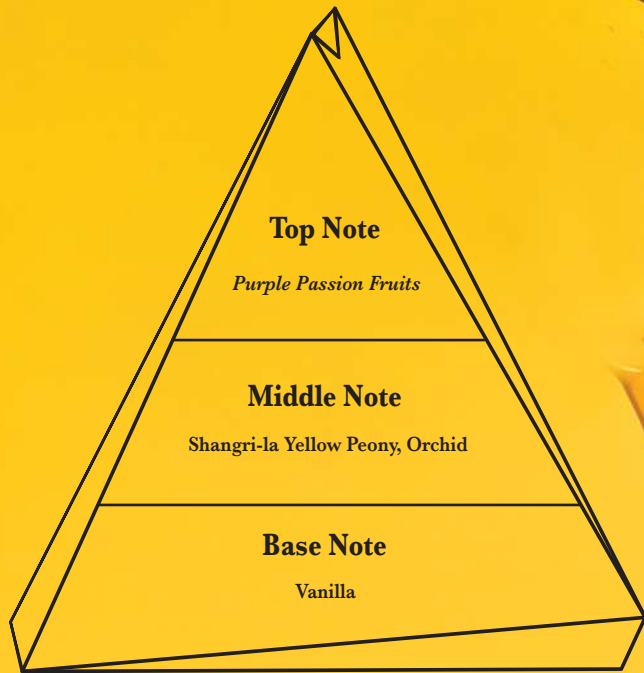 Top Note
Purple Passion Fruits
Middle Note
Shangri-la Yellow Peony, Orchid
Base Note
Vanilla